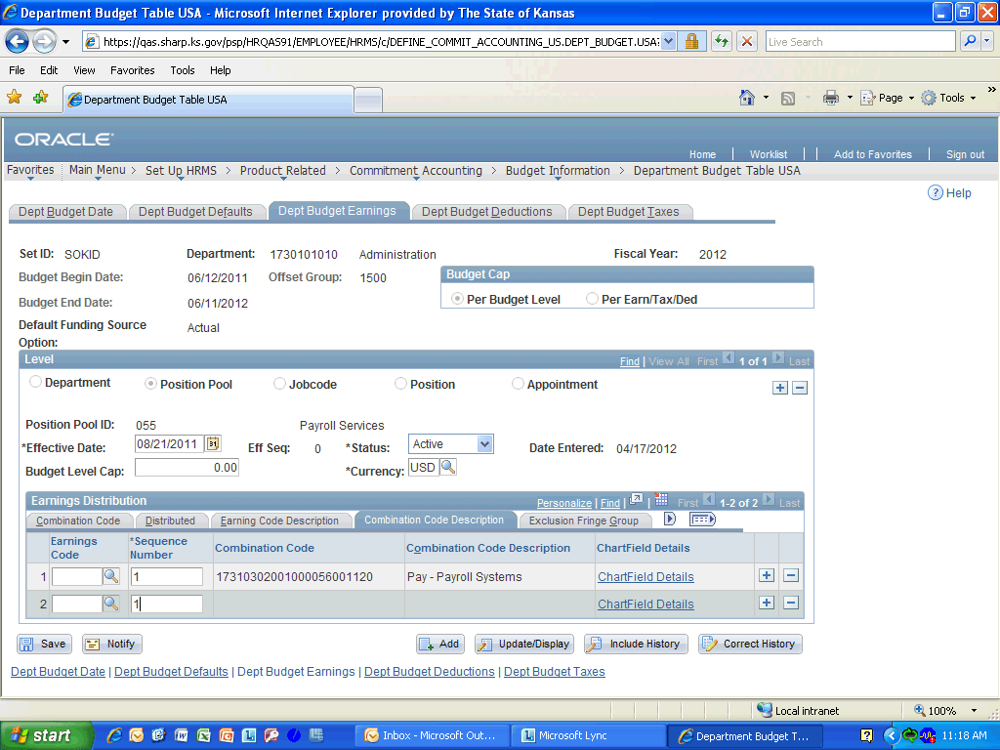 Department Budget Table USA - Microsoft Internet Explorer provided by The State of Kansas
https://qas.sharp.ks.gov/psp/HRQAS91/EMPLOYEE/HRMS/c/DEFINE_COMMIT_ACCOUNTING_US.DEPT_BUDGET.USA?
Live Search
File Edit View Favorites Tools Help
Department Budget Table USA
Page Tools »
ORACLE
Home Worklist Add to Favorites Sign out
Favorites Main Menu > Set Up HRMS > Product Related > Commitment Accounting > Budget Information > Department Budget Table USA
Help
Dept Budget Date Dept Budget Defaults Dept Budget Earnings Dept Budget Deductions Dept Budget Taxes
Set ID: SOKID Department: 1730101010 Administration Fiscal Year: 2012
Budget Begin Date: 06/12/2011 Offset Group: 1500 Budget Cap
Per Budget Level Per Earn/Tax/Ded
Budget End Date: 06/11/2012
Default Funding Source Option: Actual
Level Find | View All First 1 of 1 Last
Department Position Pool Jobcode Position Appointment
Position Pool ID: 055 Payroll Services
*Effective Date: 08/21/2011 31 Eff Seq: 0 *Status: Active Date Entered: 04/17/2012
Budget Level Cap: 0.00 *Currency: USD
Earnings Distribution Personalize | Find | | First 1-2 of 2 Last
Combination Code Distributed Earning Code Description Combination Code Description Exclusion Fringe Group
Earnings Code *Sequence Number Combination Code Combination Code Description ChartField Details
1 1 17310302001000056001120 Pay - Payroll Systems ChartField Details
2 1 ChartField Details
Save Notify Add Update/Display Include History Correct History
Dept Budget Date | Dept Budget Defaults | Dept Budget Earnings | Dept Budget Deductions | Dept Budget Taxes
Local intranet 100%
start Inbox - Microsoft Out... Microsoft Lync Department Budget T... 11:18 AM